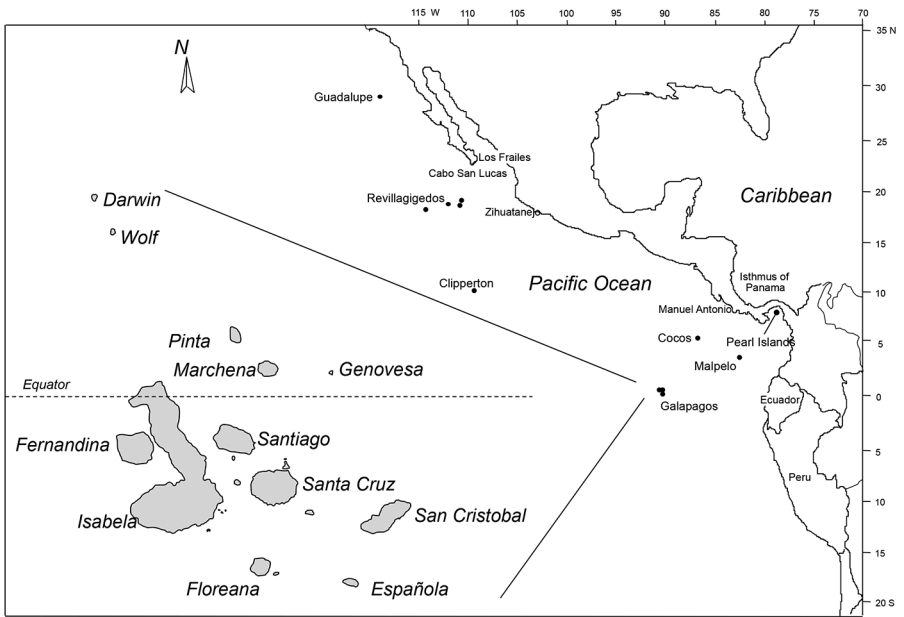 115 W 110 105 100 95 90 85 80 75 70
35 N
N
30
Guadalupe
25
Los Frailes
Cabo San Lucas
20
Darwin
Revillagigedos
Caribbean
Zihuatanejo
Wolf
15
Isthmus of
Panama
Clipperton
Pacific Ocean
10
Manuel Antonio
Pinta
Cocos
Pearl Islands
5
Marchena
Genovesa
Malpelo
Equator
0
Ecuador
Galapagos
Fernandina
Santiago
5
Peru
Santa Cruz
10
Isabela
San Cristobal
15
Floreana
Española
20 S